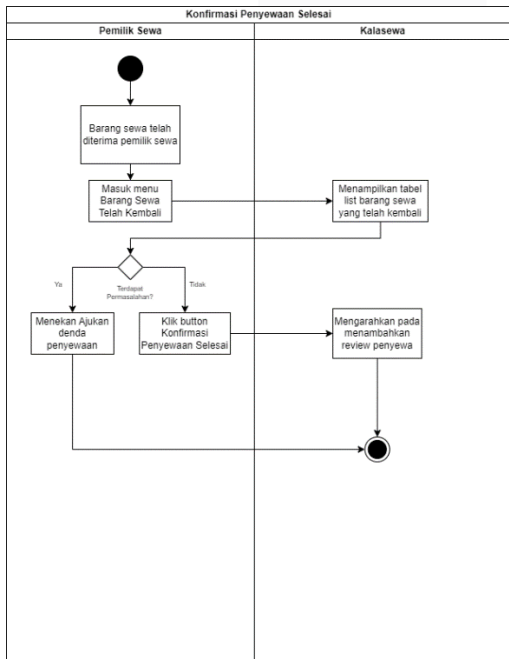 Konfirmasi Penyewaan Selesai
Pemilik Sewa
Kalasewa
Barang sewa telah
diterima pemilik sewa
Masuk menu
Barang Sewa
Telah Kembali
Menampilkan tabel
list barang sewa
yang telah kembali
Ya
Terdapat
Permasalahan?
Tidak
Menekan Ajukan
denda
penyewaan
Klik button
Konfirmasi
Penyewaan Selesai
Mengarahkan pada
menambahkan
review penyewa